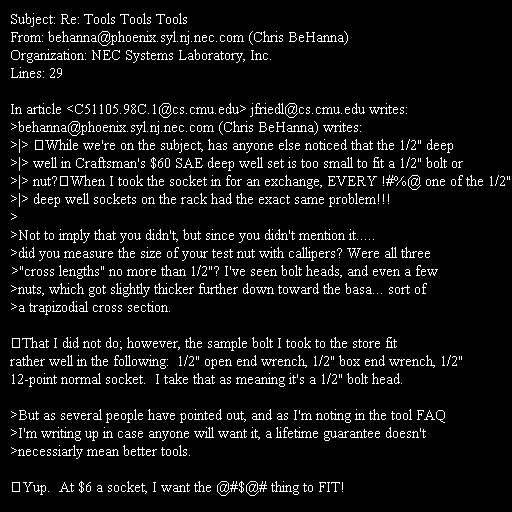 Subject: Re: Tools Tools Tools
From: behanna@phoenix.syl.nj.nec.com (Chris BeHanna)
Organization: NEC Systems Laboratory, Inc.
Lines: 29

In article <C51105.98C.1@cs.cmu.edu> jfriedl@cs.cmu.edu writes:
>behanna@phoenix.syl.nj.nec.com (Chris BeHanna) writes:
>|> While we're on the subject, has anyone else noticed that the 1/2" deep
>|> well in Craftsman's $60 SAE deep well set is too small to fit a 1/2" bolt or
>|> nut? When I took the socket in for an exchange, EVERY !#%@ one of the 1/2"
>|> deep well sockets on the rack had the exact same problem!!!
>
>Not to imply that you didn't, but since you didn't mention it.....
>did you measure the size of your test nut with callipers? Were all three
>"cross lengths" no more than 1/2"? I've seen bolt heads, and even a few
>nuts, which got slightly thicker further down toward the basa... sort of
>a trapizodial cross section.

That I did not do; however, the sample bolt I took to the store fit
rather well in the following:  1/2" open end wrench, 1/2" box end wrench, 1/2"
12-point normal socket.  I take that as meaning it's a 1/2" bolt head.

>But as several people have pointed out, and as I'm noting in the tool FAQ
>I'm writing up in case anyone will want it, a lifetime guarantee doesn't
>necessiarly mean better tools.

Yup.  At $6 a socket, I want the @#$@# thing to FIT!